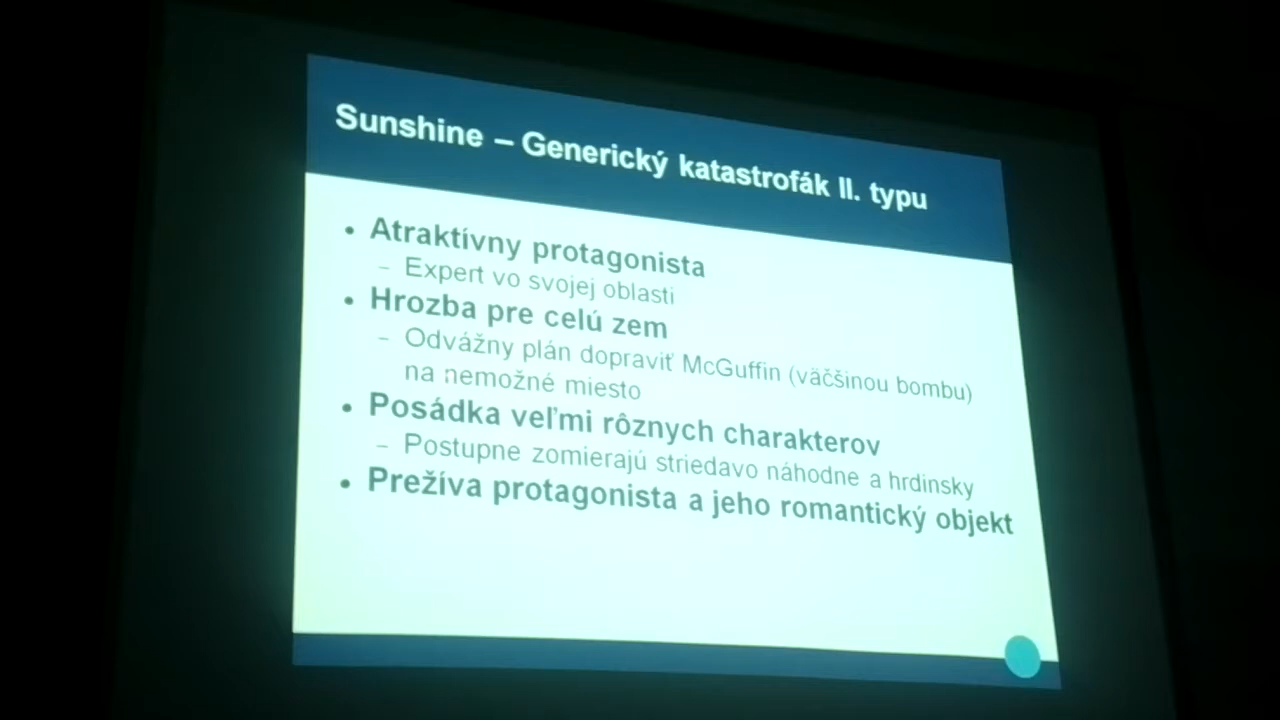 Sunshine – Generický katastrofák II. typu
• Atraktívny protagonista
– Expert vo svojej oblasti
• Hrozba pre celú zem
– Odvážny plán dopraviť McGuffin (väčšinou bombu)
na nemožné miesto
• Posádka veľmi rôznych charakterov
– Postupne zomierajú striedavo náhodne a hrdinsky
• Prežíva protagonista a jeho romantický objekt